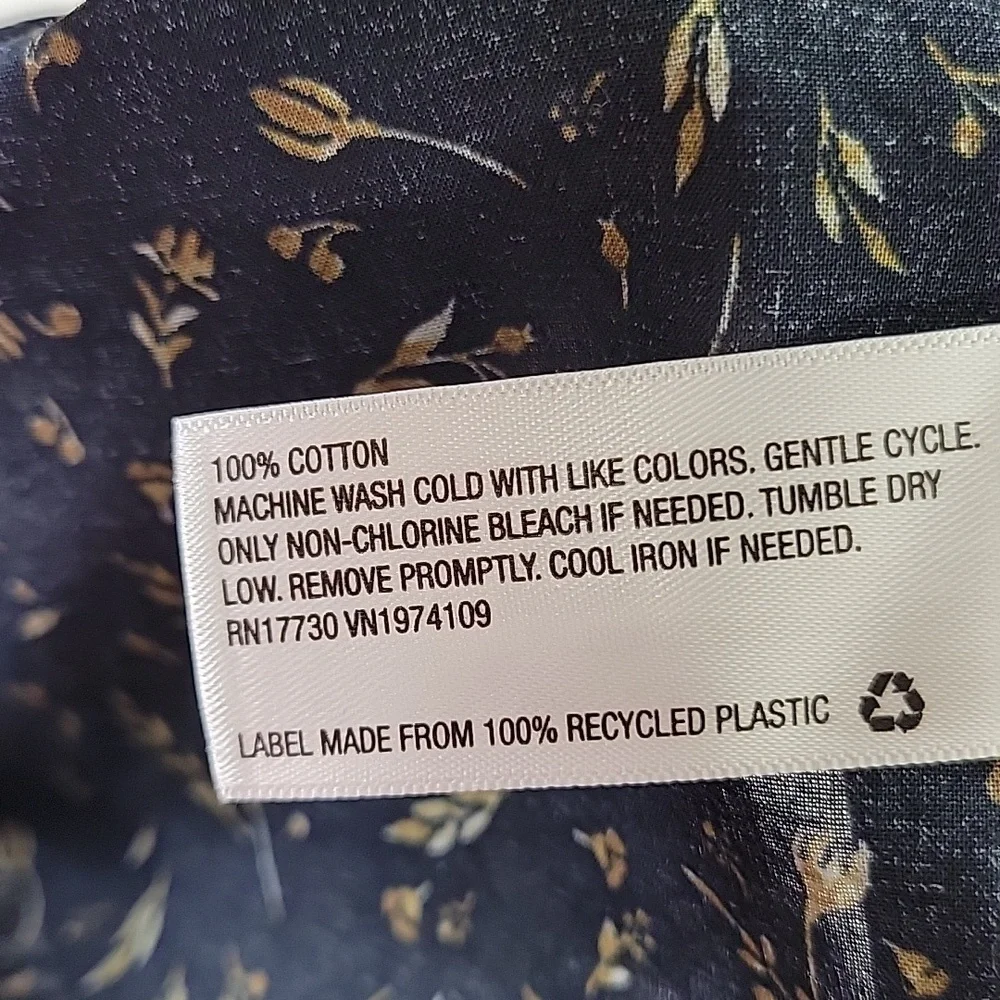 100% COTTON
MACHINE WASH COLD WITH LIKE COLORS. GENTLE CYCLE.
ONLY NON-CHLORINE BLEACH IF NEEDED. TUMBLE DRY
LOW. REMOVE PROMPTLY. COOL IRON IF NEEDED.
RN17730 VN1974109
LABEL MADE FROM 100% RECYCLED PLASTIC